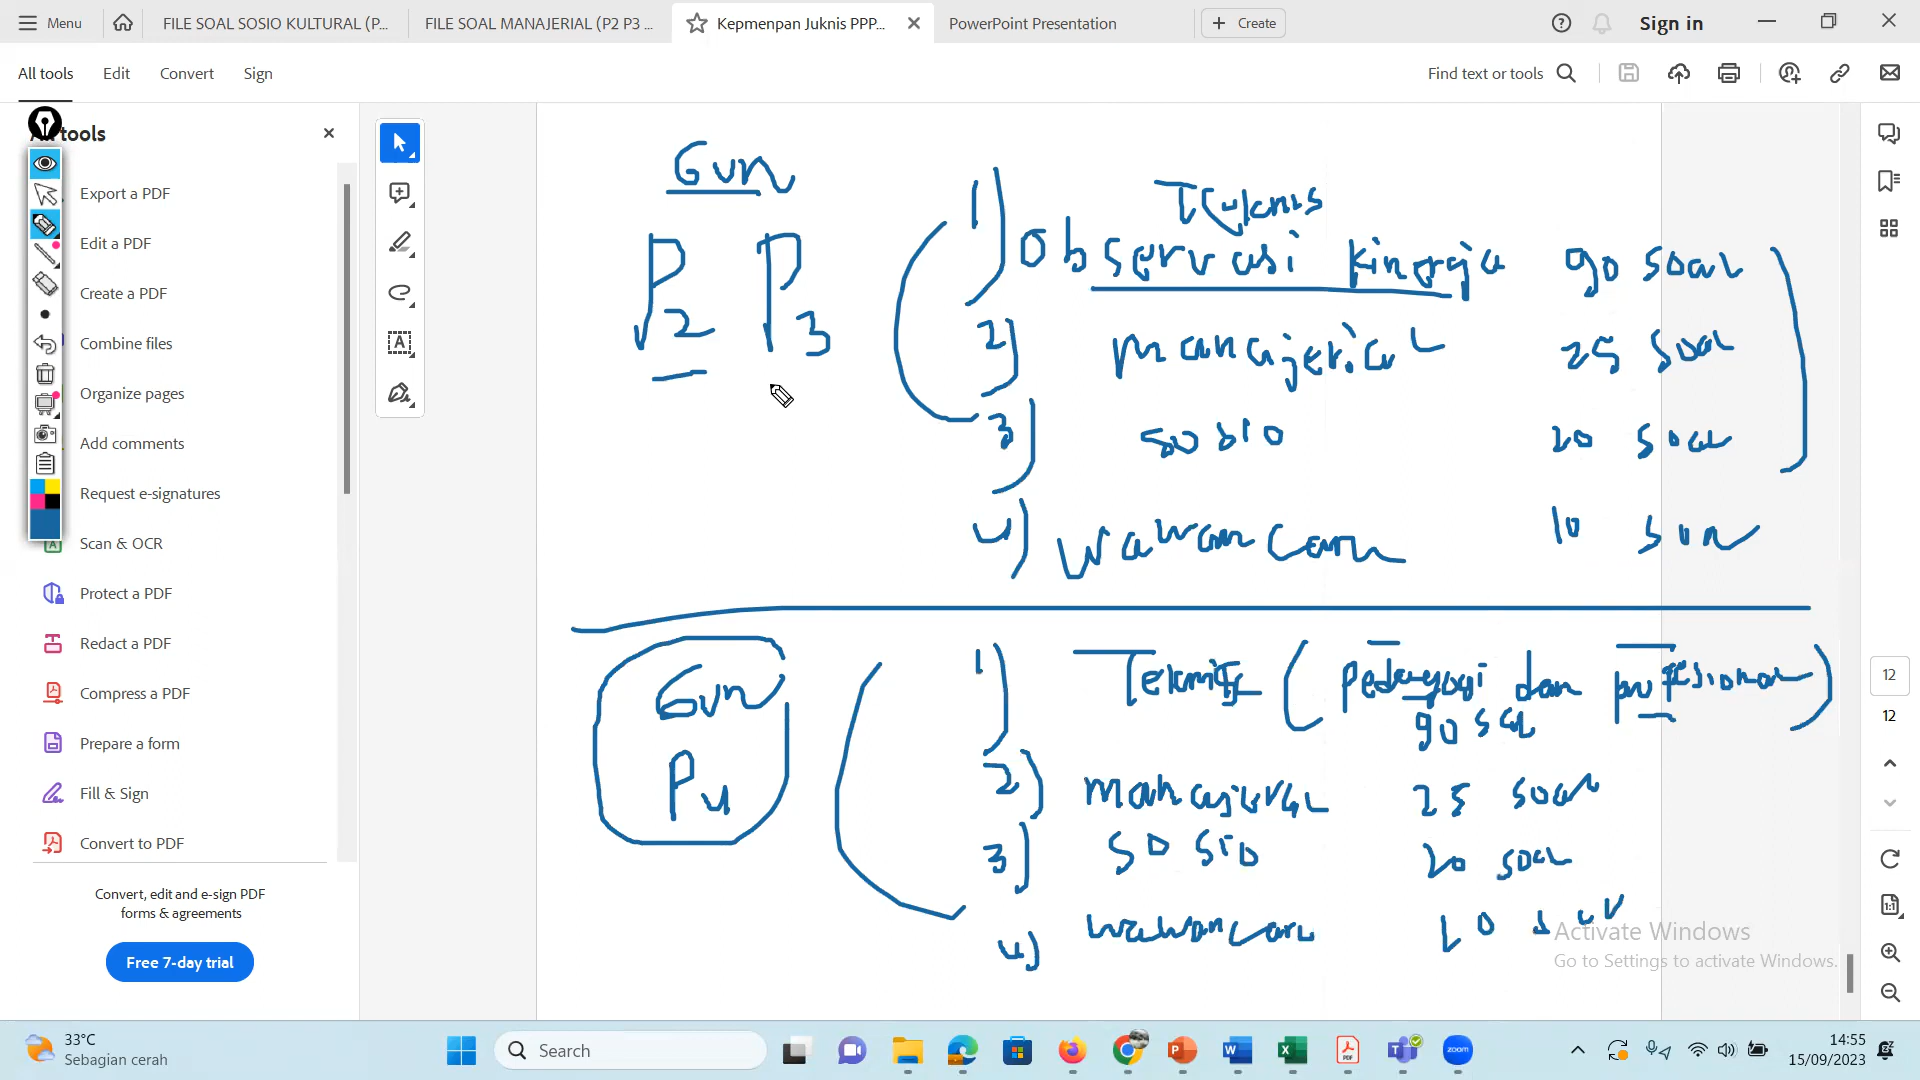 Menu
FILE SOAL SOSIO KULTURAL (P...
FILE SOAL MANAJERIAL (P2 P3 ...
Kepmenpan Juknis PPP...
PowerPoint Presentation
Create
Sign in
All tools
Edit
Convert
Sign
Find text or tools
All tools
Export a PDF
Edit a PDF
Create a PDF
Combine files
Organize pages
Add comments
Request e-signatures
Scan & OCR
Protect a PDF
Redact a PDF
Compress a PDF
Prepare a form
Fill & Sign
Convert to PDF
Convert, edit and e-sign PDF
forms & agreements
Free 7-day trial
Guru
P2 P3
Teknis
1) Observasi kinerja 90 soal
2) manajerial 25 soal
3) sosio 20 soal
4) Wawancara 10 soal
Guru
P4
1) Teknis (pedagogi dan profesional)
90 soal
2) manajerial 25 soal
3) sosio 20 soal
4) wawancara 10 soal
12
12
Activate Windows
Go to Settings to activate Windows.
33°C
Sebagian cerah
Search
14:55
15/09/2023